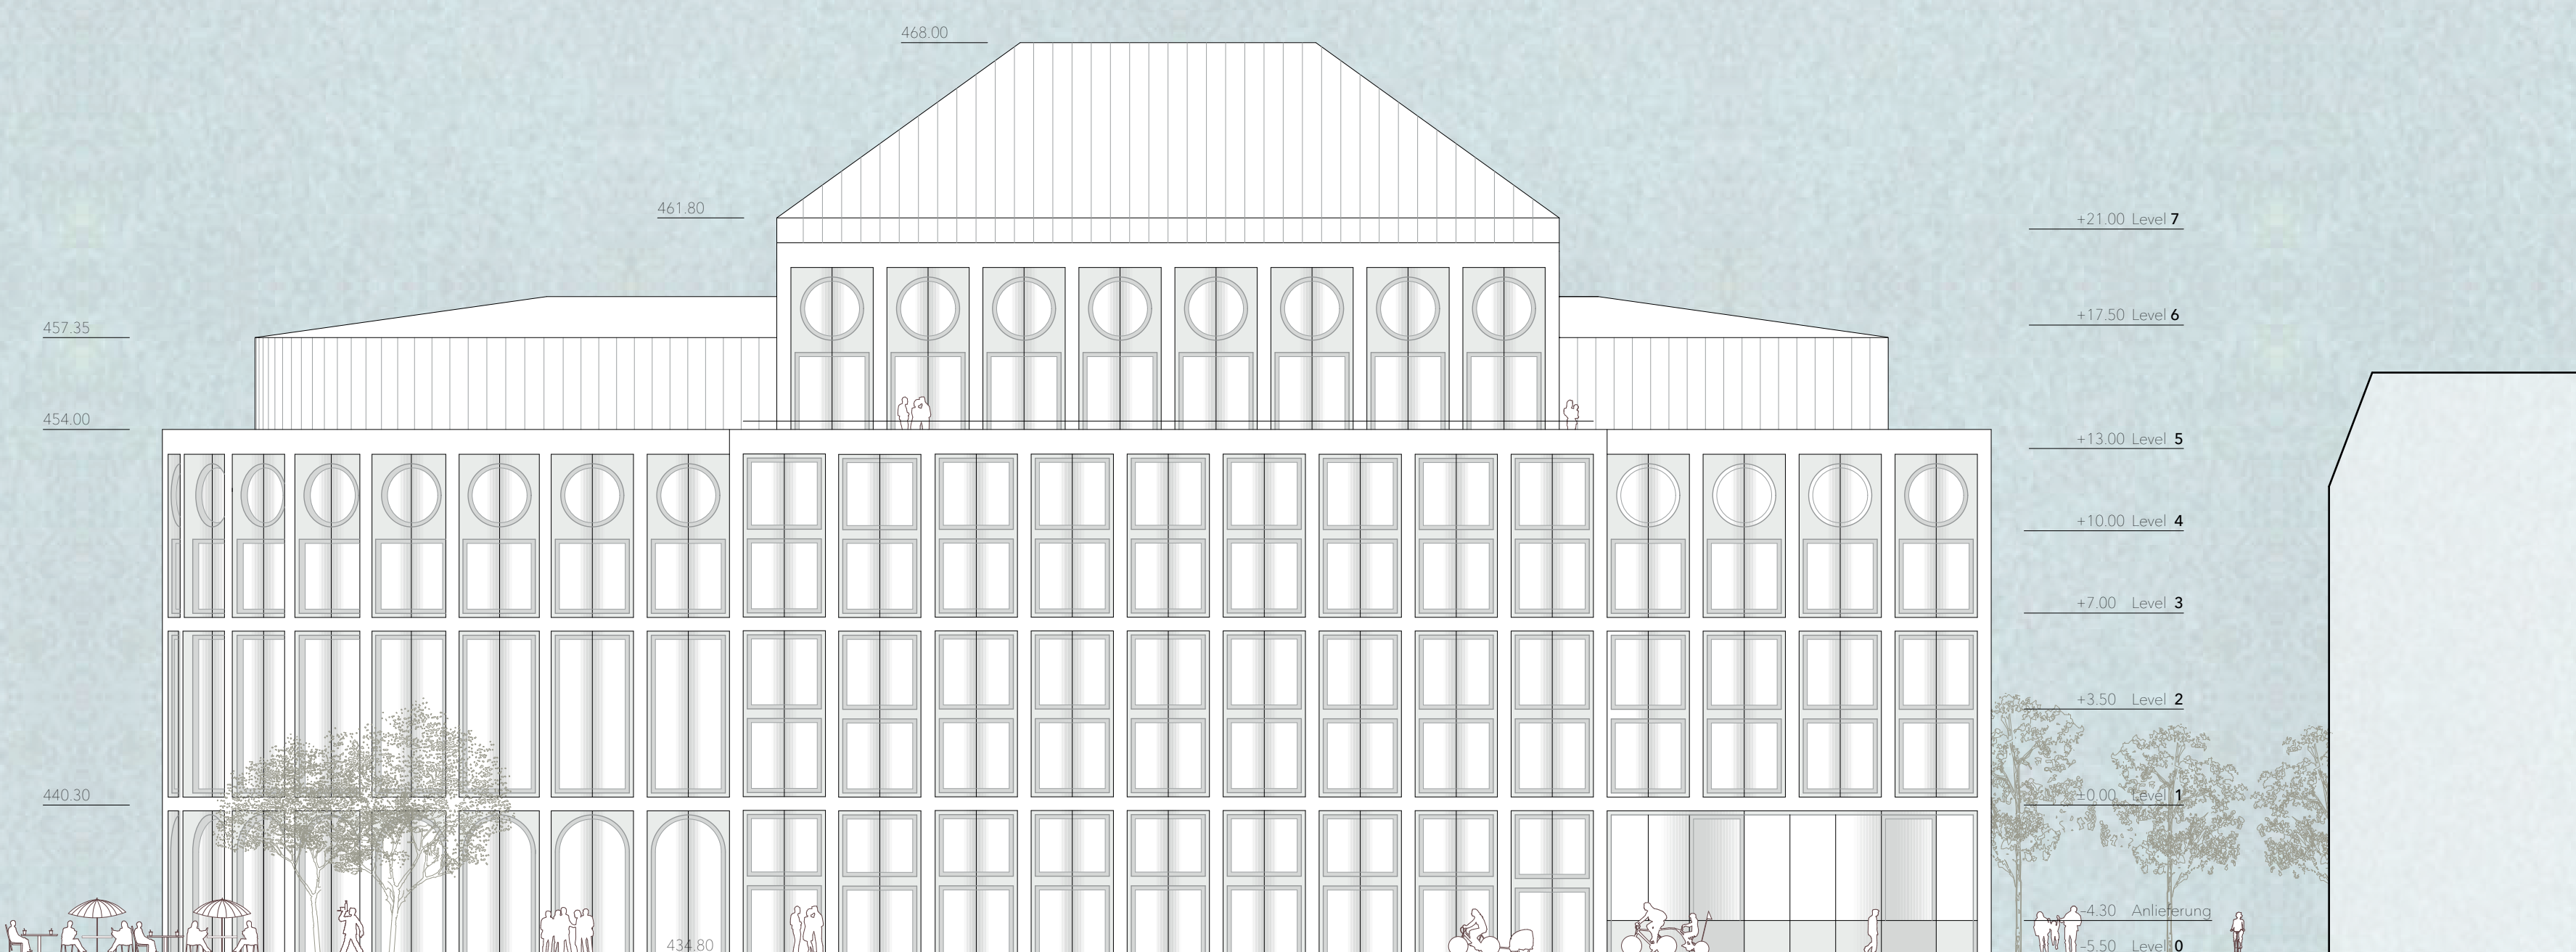 468.00
461.80
+21.00 Level 7
+17.50 Level 6
457.35
454.00
+13.00 Level 5
+10.00 Level 4
+7.00 Level 3
+3.50 Level 2
440.30
±0.00 Level 1
-4.30 Anlieferung
434.80
-5.50 Level 0